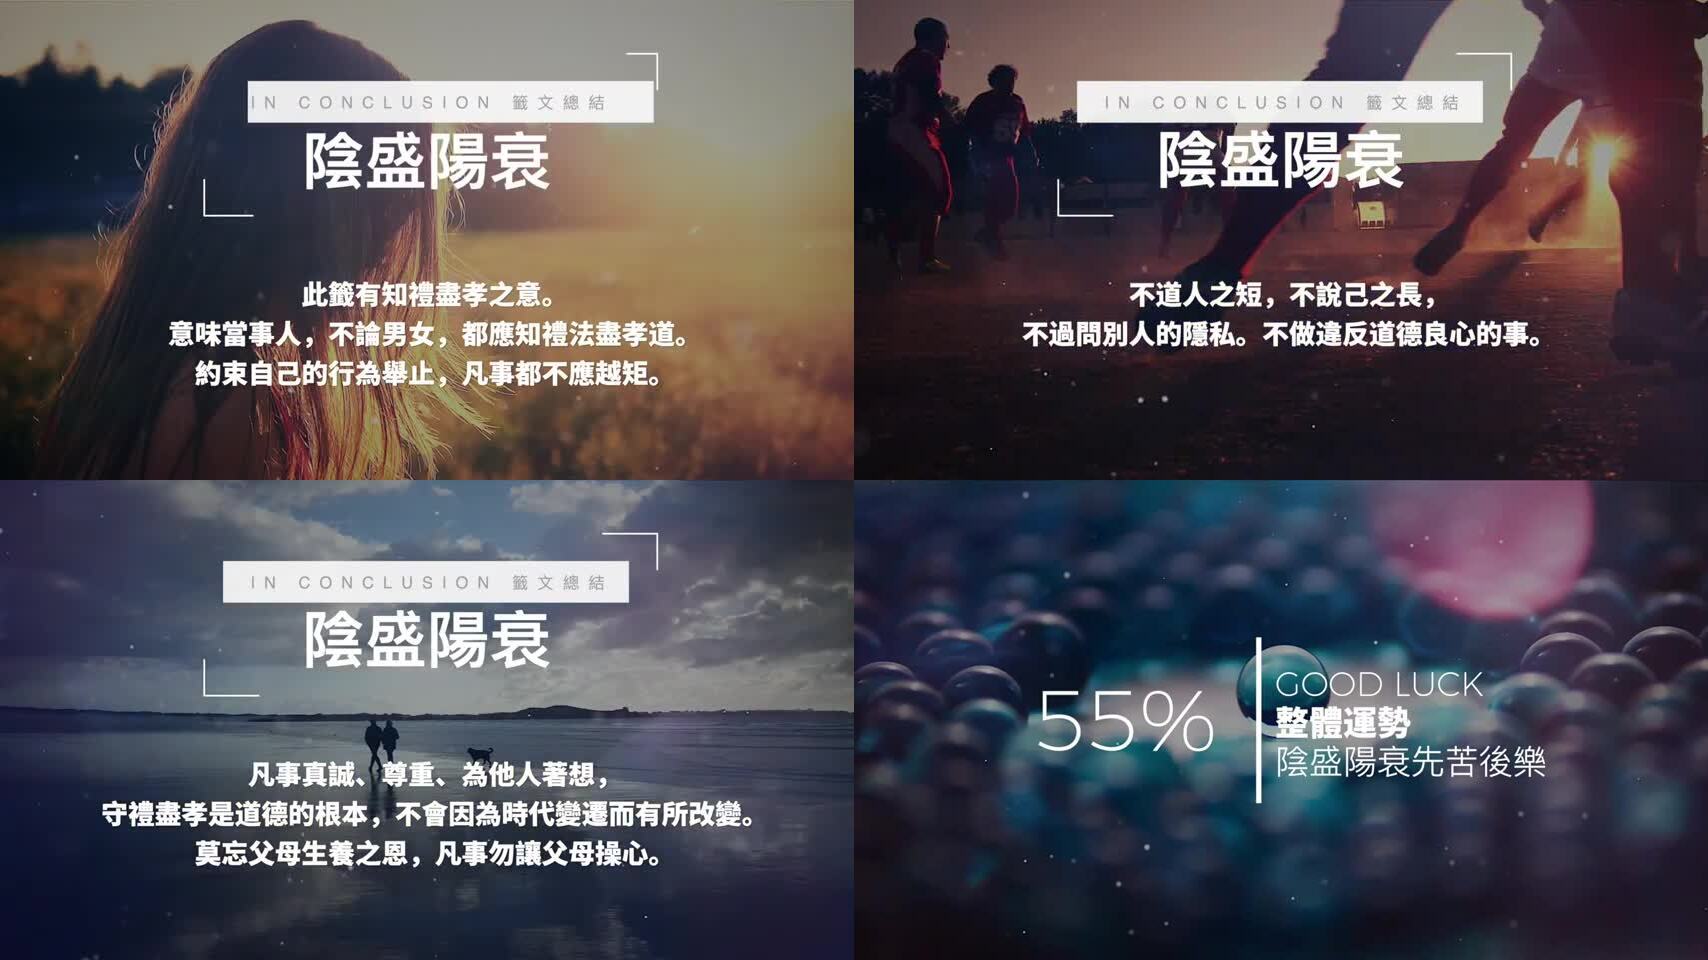 IN CONCLUSION 籤文總結
陰盛陽衰
此籤有知禮盡孝之意。
意味當事人，不論男女，都應知禮法盡孝道。
約束自己的行為舉止，凡事都不應越矩。
IN CONCLUSION 籤文總結
陰盛陽衰
不道人之短，不說己之長，
不過問別人的隱私。不做違反道德良心的事。
IN CONCLUSION 籤文總結
陰盛陽衰
凡事真誠、尊重、為他人著想，
守禮盡孝是道德的根本，不會因為時代變遷而有所改變。
莫忘父母生養之恩，凡事勿讓父母操心。
55%
GOOD LUCK
整體運勢
陰盛陽衰先苦後樂